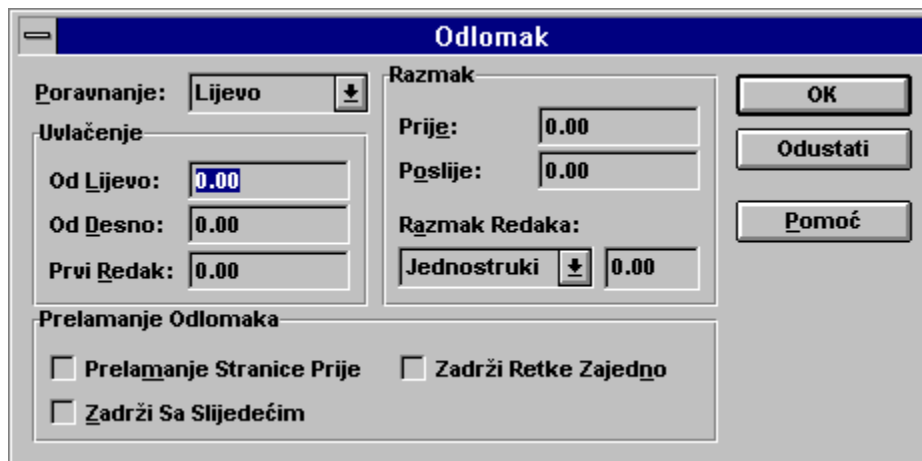 Odlomak
Poravnanje: Lijevo
Uvlačenje
Od Lijevo: 0.00
Od Desno: 0.00
Prvi Redak: 0.00
Razmak
Prije: 0.00
Poslije: 0.00
Razmak Redaka:
Jednostruki 0.00
OK
Odustati
Pomoć
Prelamanje Odlomaka
Prelamanje Stranice Prije
Zadrži Retke Zajedno
Zadrži Sa Slijedećim